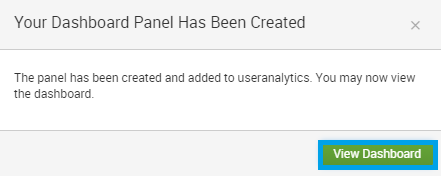 Your Dashboard Panel Has Been Created
The panel has been created and added to useranalytics. You may now view
the dashboard.
View Dashboard